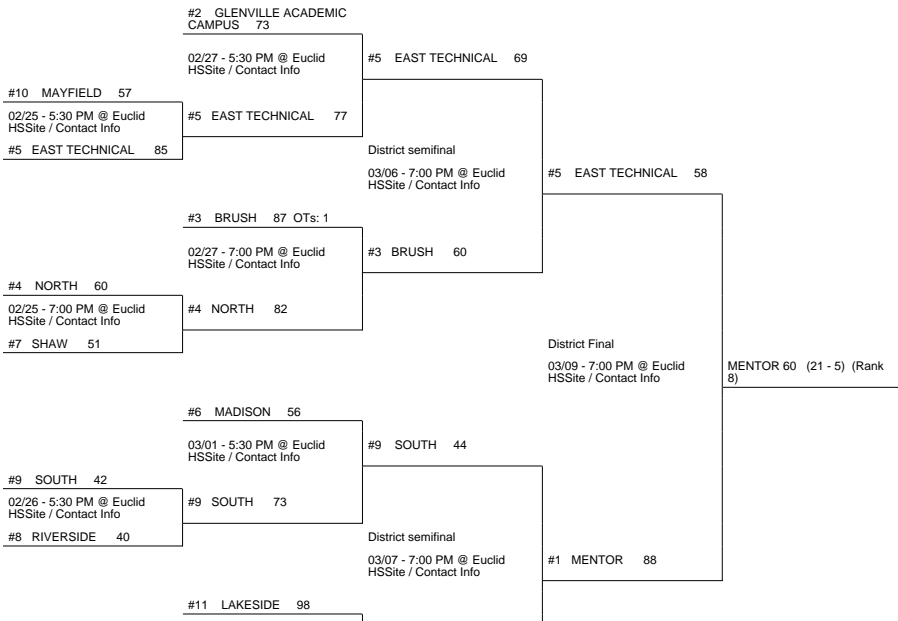 #2 GLENVILLE ACADEMIC
CAMPUS 73
02/27 - 5:30 PM @ Euclid
HSSite / Contact Info
#5 EAST TECHNICAL 69
#10 MAYFIELD 57
02/25 - 5:30 PM @ Euclid
HSSite / Contact Info
#5 EAST TECHNICAL 77
#5 EAST TECHNICAL 85
District semifinal
03/06 - 7:00 PM @ Euclid
HSSite / Contact Info
#5 EAST TECHNICAL 58
#3 BRUSH 87 OTs: 1
02/27 - 7:00 PM @ Euclid
HSSite / Contact Info
#3 BRUSH 60
#4 NORTH 60
02/25 - 7:00 PM @ Euclid
HSSite / Contact Info
#4 NORTH 82
#7 SHAW 51
District Final
03/09 - 7:00 PM @ Euclid
HSSite / Contact Info
MENTOR 60 (21 - 5) (Rank
8)
#6 MADISON 56
03/01 - 5:30 PM @ Euclid
HSSite / Contact Info
#9 SOUTH 44
#9 SOUTH 42
02/26 - 5:30 PM @ Euclid
HSSite / Contact Info
#9 SOUTH 73
#8 RIVERSIDE 40
District semifinal
03/07 - 7:00 PM @ Euclid
HSSite / Contact Info
#1 MENTOR 88
#11 LAKESIDE 98